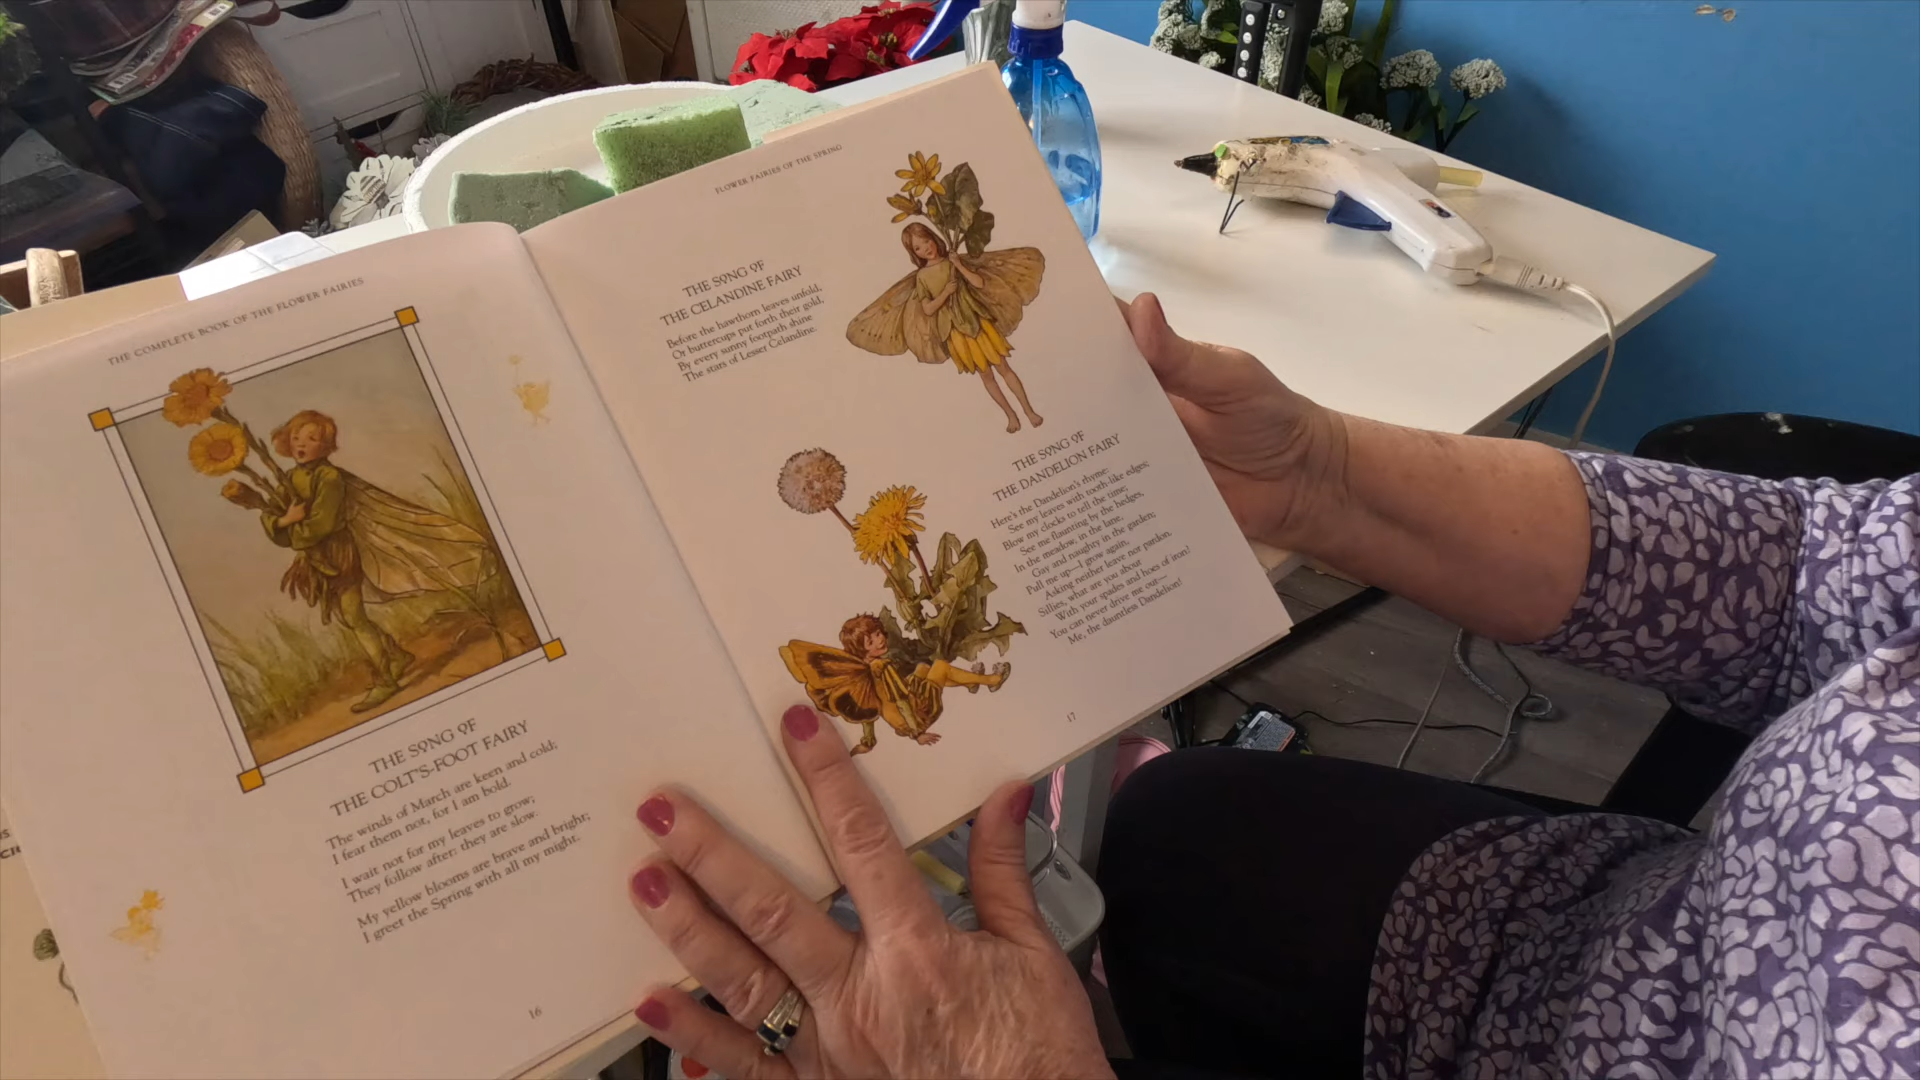 THE COMPLETE BOOK OF THE FLOWER FAIRIES
THE SONG OF
THE COLT'S-FOOT FAIRY
The winds of March are keen and cold;
I fear them not, for I am bold.
I wait not for my leaves to grow;
They follow after: they are slow.
My yellow blooms are brave and bright;
I greet the Spring with all my might.
16
FLOWER FAIRIES OF THE SPRING
THE SONG OF
THE CELANDINE FAIRY
Before the hawthorn leaves unfold,
Or buttercups put forth their gold,
By every sunny footpath shine
The stars of Lesser Celandine.
THE SONG OF
THE DANDELION FAIRY
Here's the Dandelion's rhyme:
See my leaves with tooth-like edges;
Blow my clocks to tell the time;
See me flaunting by the hedges,
In the meadow, in the lane,
Gay and naughty in the garden;
Pull me up—I grow again,
Asking neither leave nor pardon.
Sillies, what are you about
With your spades and hoes of iron?
You can never drive me out—
Me, the dauntless Dandelion!
17